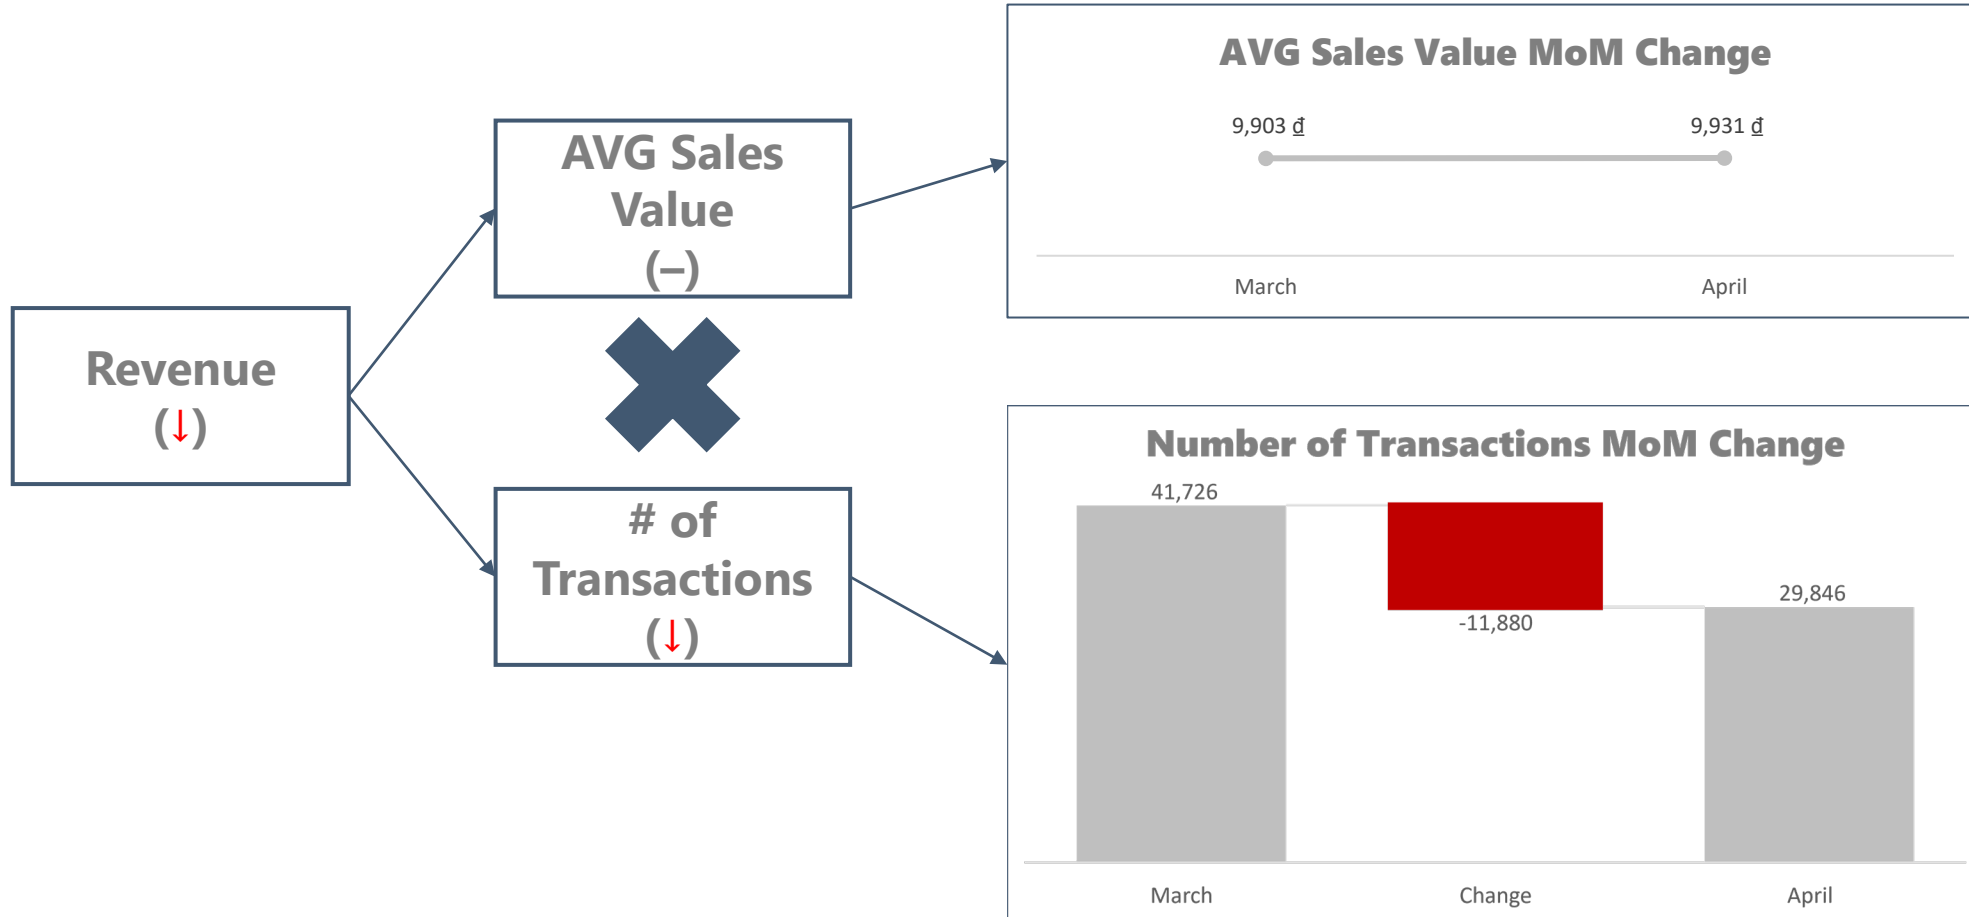 Revenue
(↓)
AVG Sales
Value
(–)
# of
Transactions
(↓)
AVG Sales Value MoM Change
9,903 ₫
9,931 ₫
March
April
Number of Transactions MoM Change
41,726
-11,880
29,846
March
Change
April